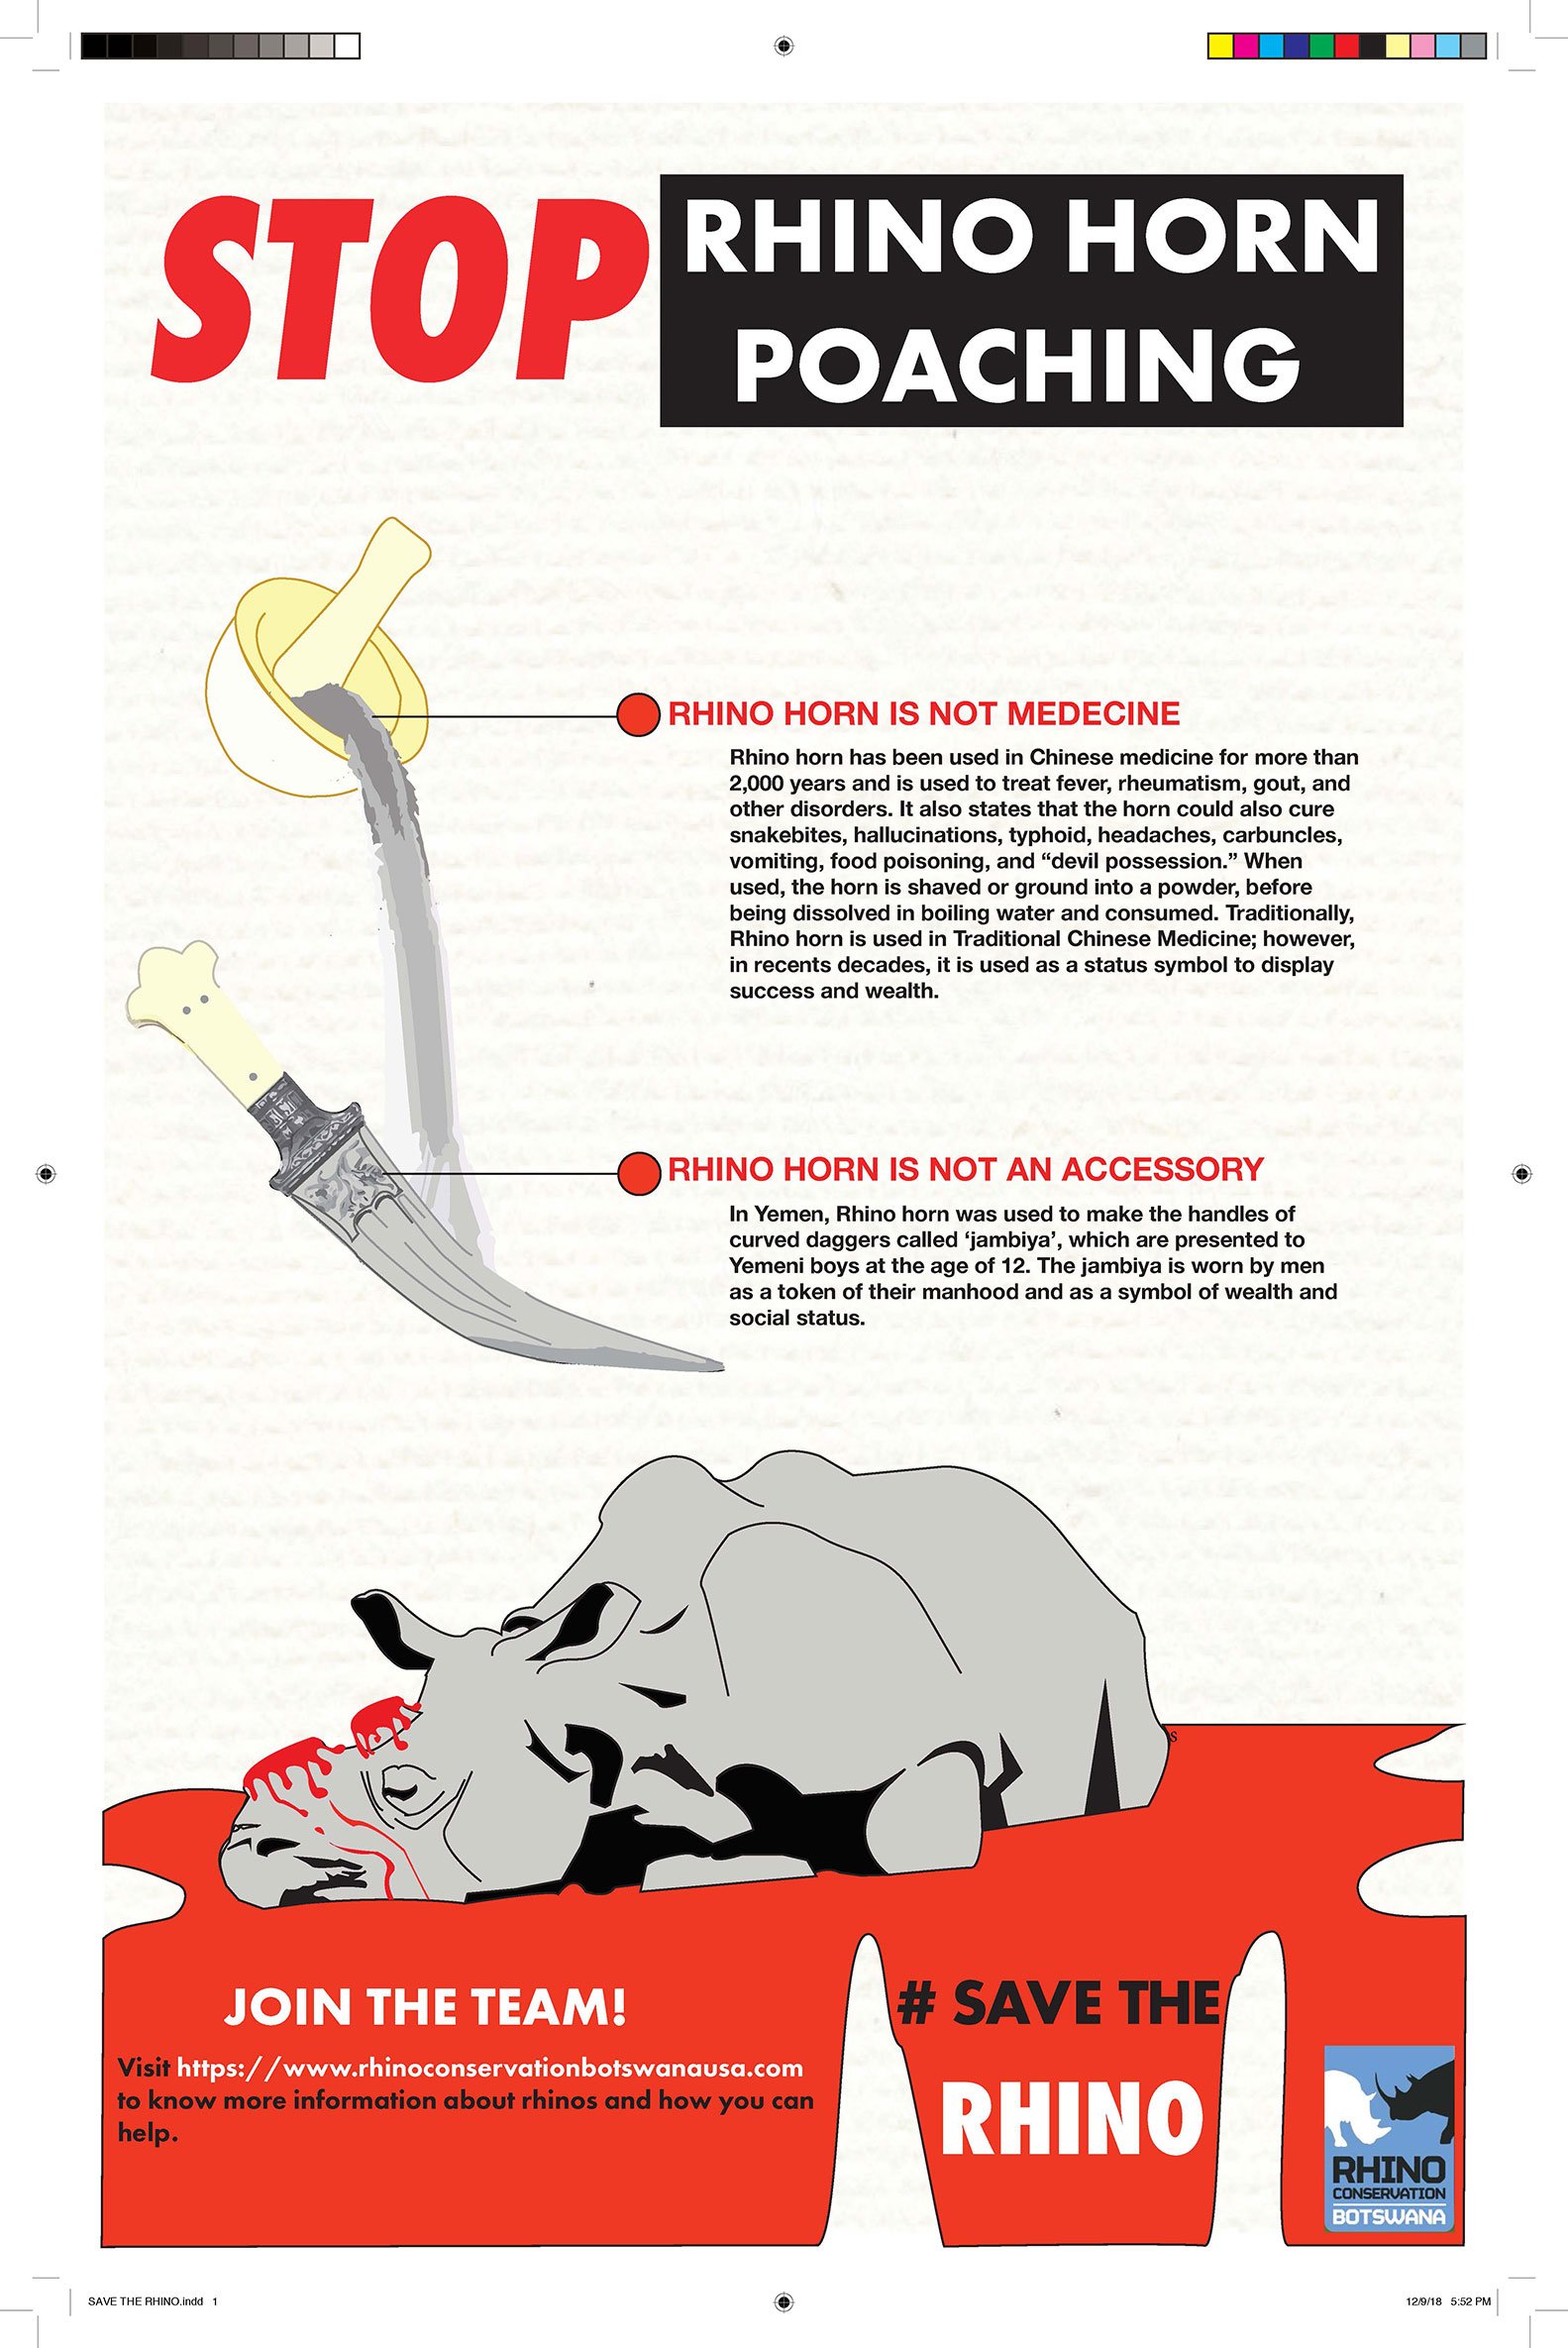 STOP
RHINO HORN
POACHING
RHINO HORN IS NOT MEDECINE
Rhino horn has been used in Chinese medicine for more than
2,000 years and is used to treat fever, rheumatism, gout, and
other disorders. It also states that the horn could also cure
snakebites, hallucinations, typhoid, headaches, carbuncles,
vomiting, food poisoning, and “devil possession.” When
used, the horn is shaved or ground into a powder, before
being dissolved in boiling water and consumed. Traditionally,
Rhino horn is used in Traditional Chinese Medicine; however,
in recents decades, it is used as a status symbol to display
success and wealth.
RHINO HORN IS NOT AN ACCESSORY
In Yemen, Rhino horn was used to make the handles of
curved daggers called ‘jambiya’, which are presented to
Yemeni boys at the age of 12. The jambiya is worn by men
as a token of their manhood and as a symbol of wealth and
social status.
s
JOIN THE TEAM!
Visit https://www.rhinoconservationbotswanausa.com
to know more information about rhinos and how you can
help.
# SAVE THE
RHINO
RHINO
CONSERVATION
BOTSWANA
SAVE THE RHINO.indd 1
12/9/18 5:52 PM